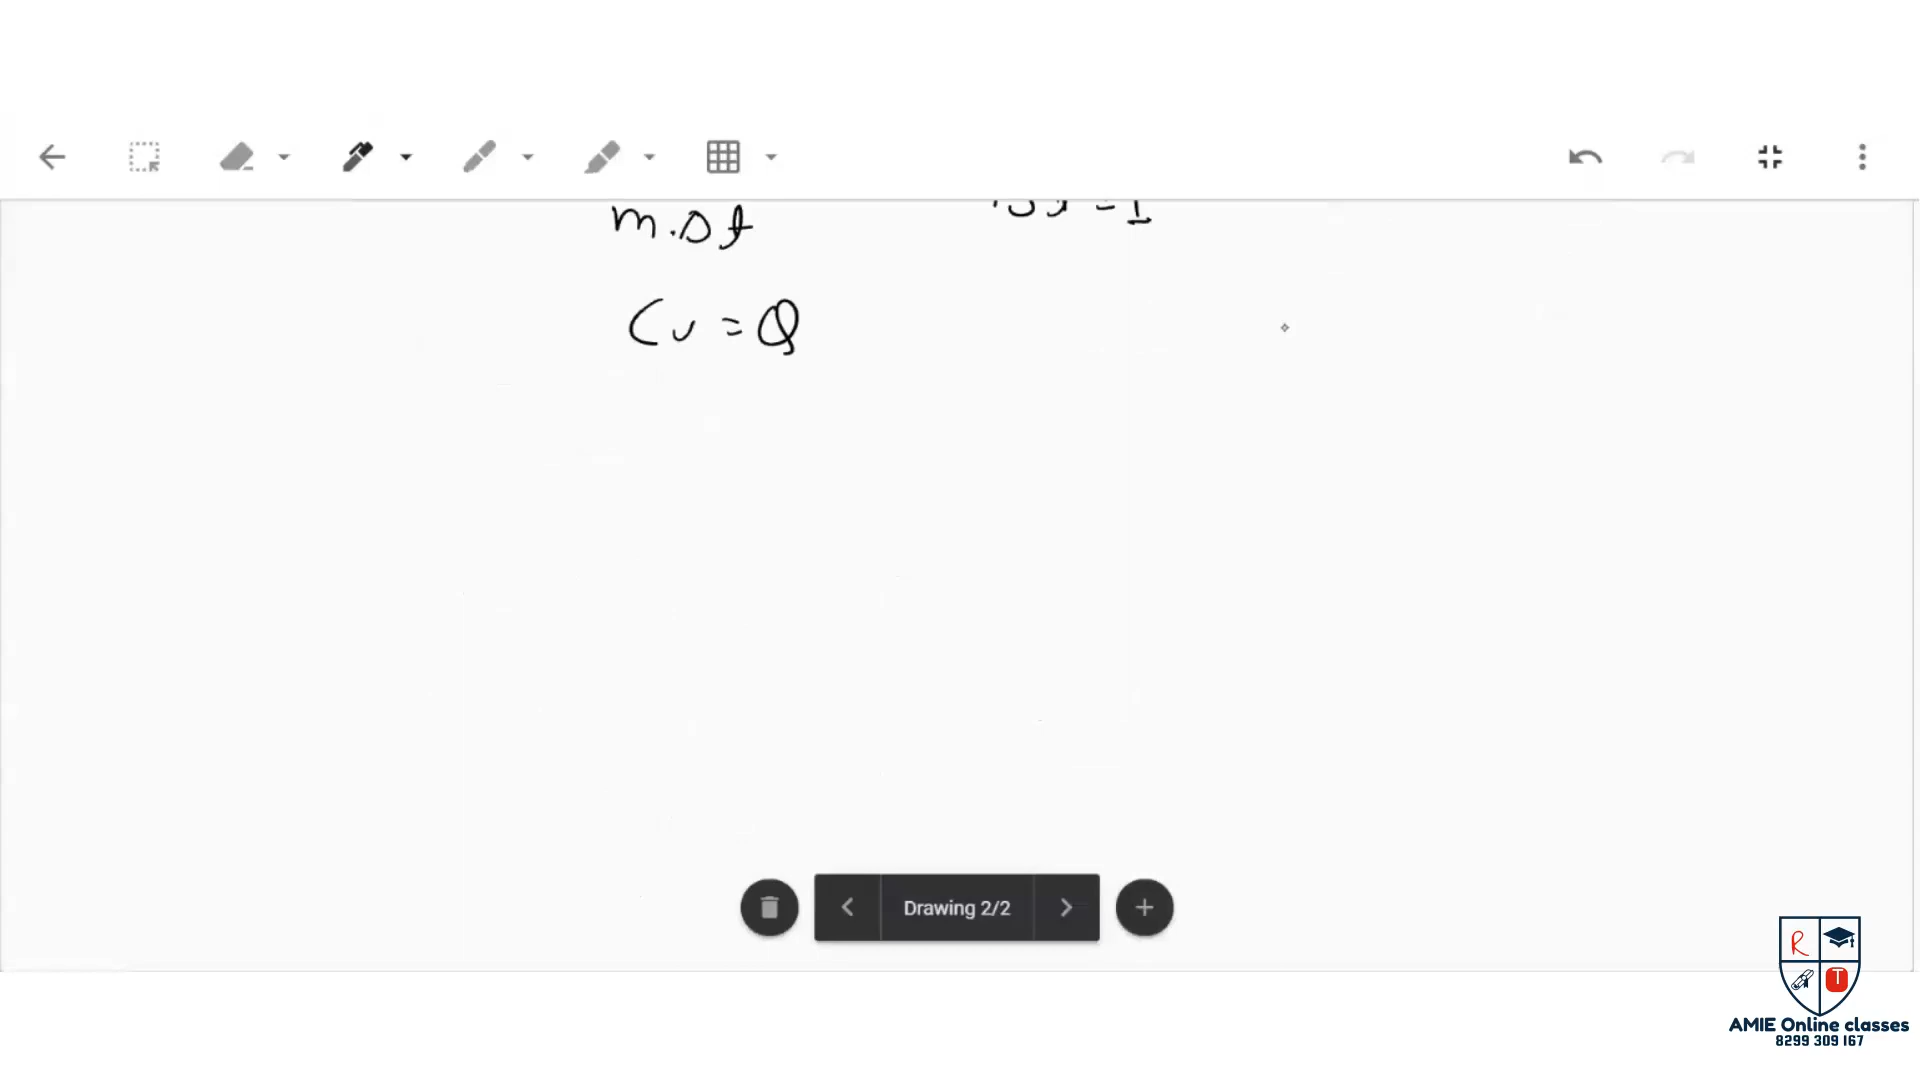 m.Δt
Cv = Q
Drawing 2/2
R
T
AMIE Online classes
8299 309 167